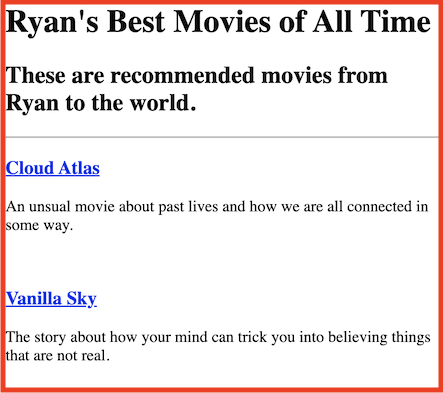 Ryan's Best Movies of All Time
These are recommended movies from
Ryan to the world.
Cloud Atlas
An unsual movie about past lives and how we are all connected in
some way.
Vanilla Sky
The story about how your mind can trick you into believing things
that are not real.